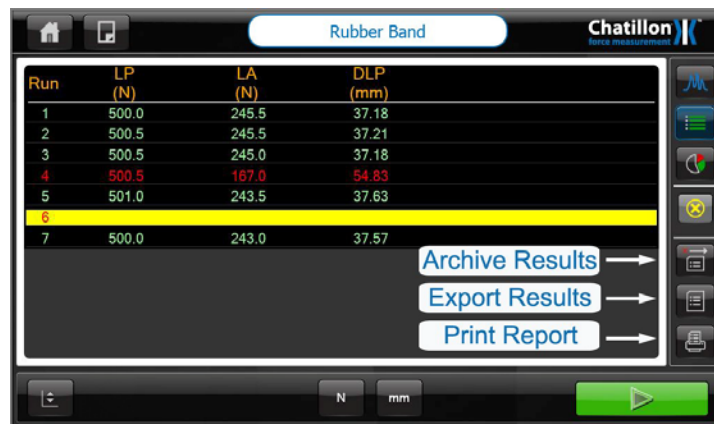 Rubber Band
Chatillon
force measurement
Run LP (N) LA (N) DLP (mm)
1 500.0 245.5 37.18
2 500.5 245.5 37.21
3 500.5 245.0 37.18
4 500.5 167.0 54.83
5 501.0 243.5 37.63
6
7 500.0 243.0 37.57
Archive Results
Export Results
Print Report
N mm